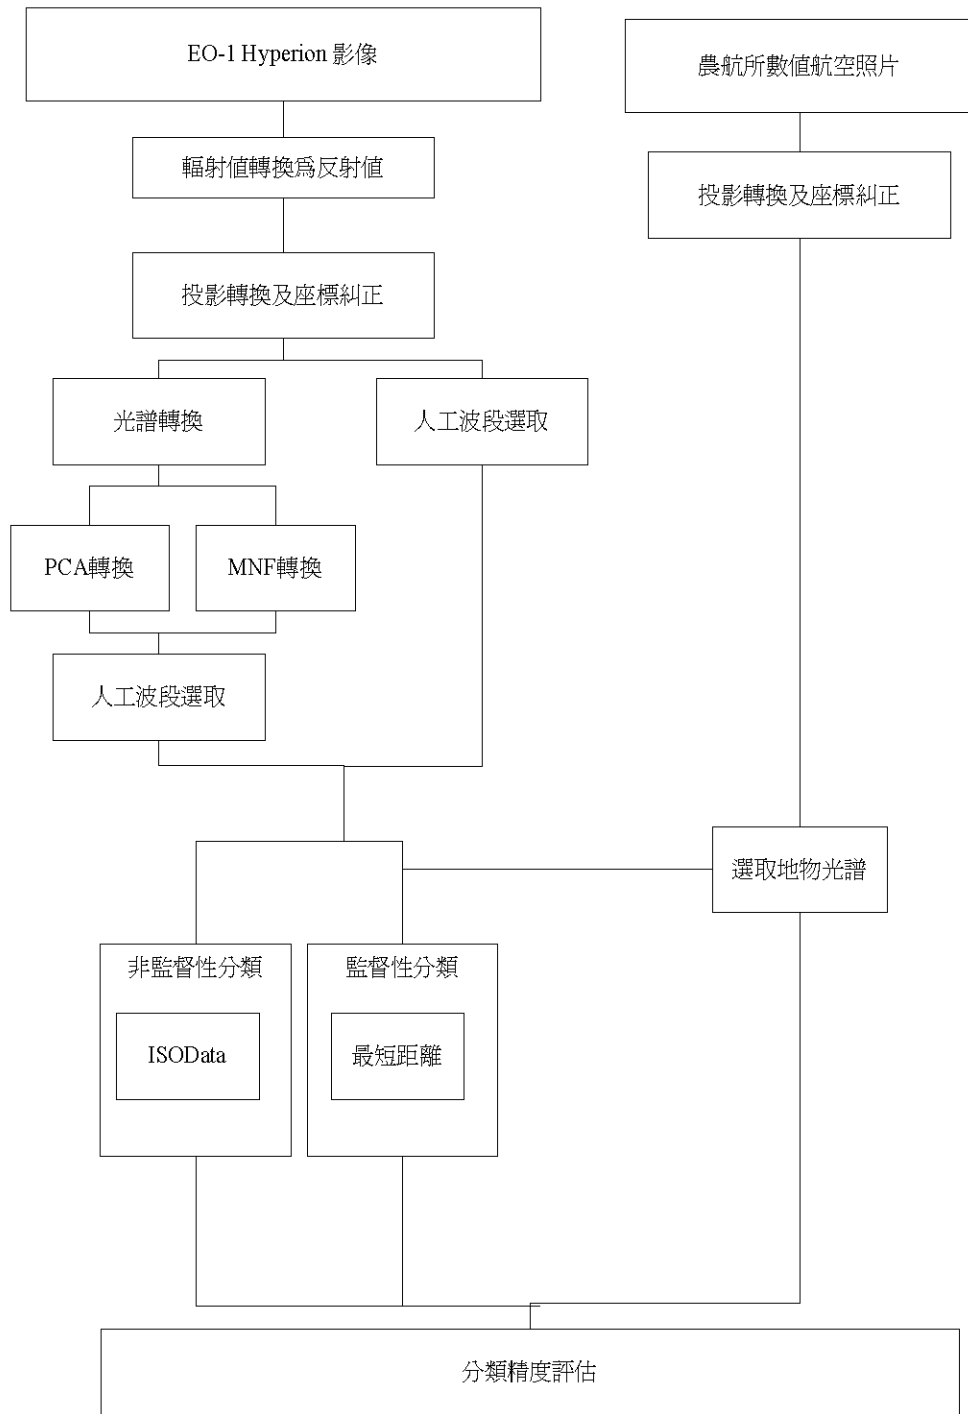 EO-1 Hyperion 影像
農航所數值航空照片
輻射值轉換爲反射值
投影轉換及座標糾正
投影轉換及座標糾正
光譜轉換
人工波段選取
PCA轉換
MNF轉換
人工波段選取
選取地物光譜
非監督性分類
監督性分類
ISOData
最短距離
分類精度評估